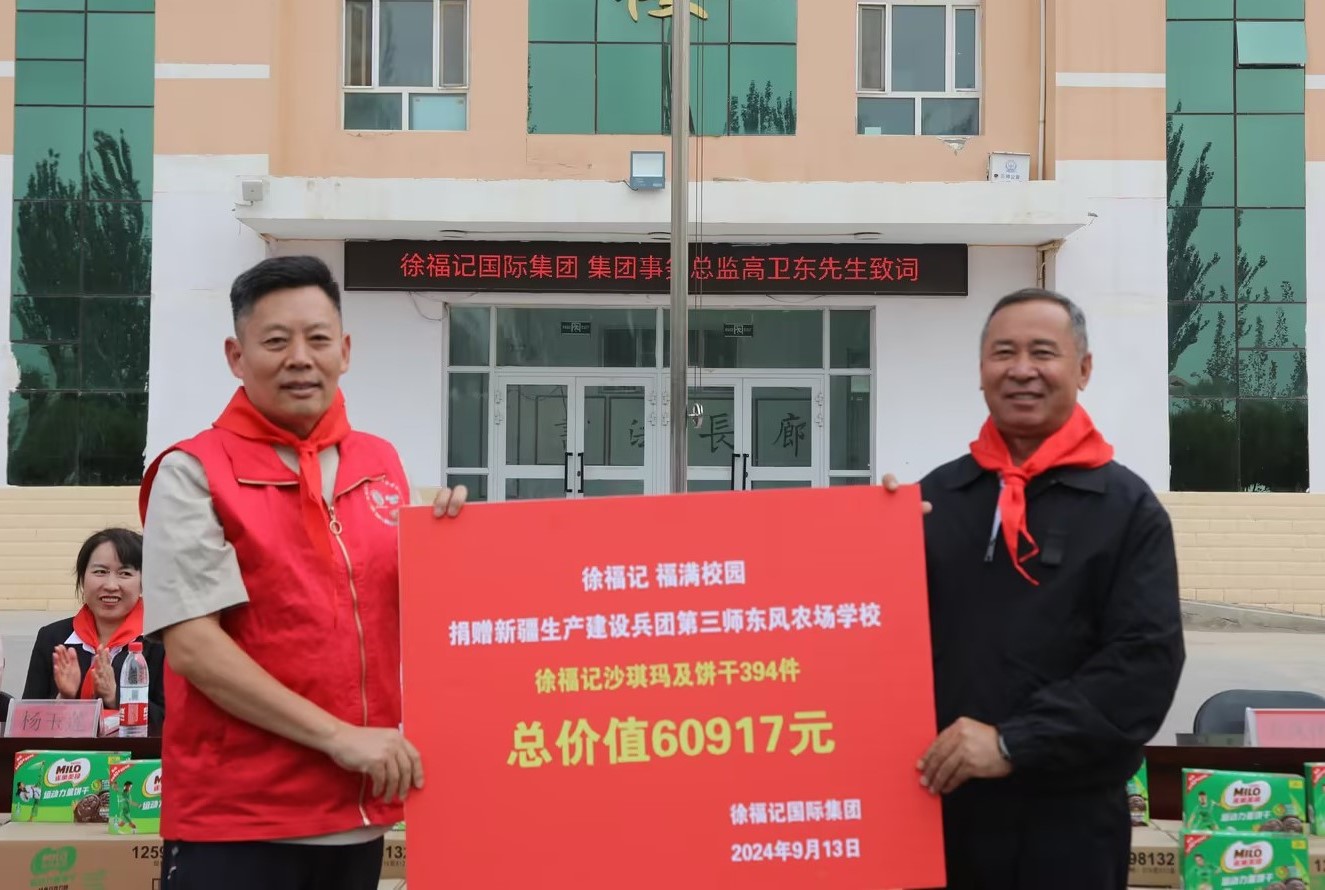 徐福记国际集团 集团事务总监高卫东先生致词
長
廊
徐福记 福满校园
捐赠新疆生产建设兵团第三师东风农场学校
徐福记沙琪玛及饼干394件
总价值60917元
徐福记国际集团
2024年9月13日
MILO
MILO
MILO
MILO
1259
132
98132